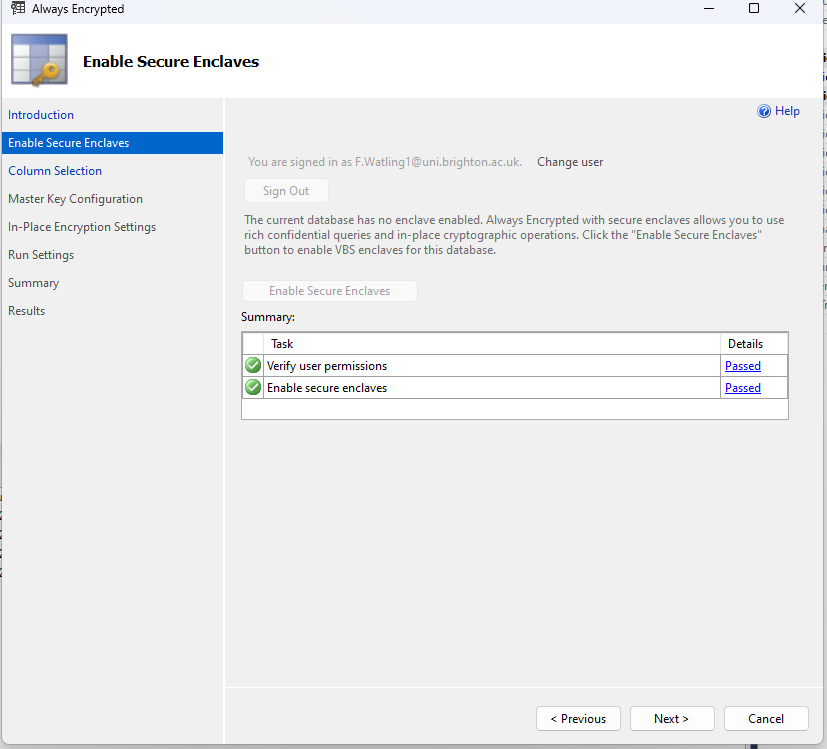 Always Encrypted
Enable Secure Enclaves
Introduction
Enable Secure Enclaves
Column Selection
Master Key Configuration
In-Place Encryption Settings
Run Settings
Summary
Results
Help
You are signed in as F.Watling1@uni.brighton.ac.uk. Change user
Sign Out
The current database has no enclave enabled. Always Encrypted with secure enclaves allows you to use
rich confidential queries and in-place cryptographic operations. Click the "Enable Secure Enclaves"
button to enable VBS enclaves for this database.
Enable Secure Enclaves
Summary:
Task Details
Verify user permissions Passed
Enable secure enclaves Passed
< Previous Next > Cancel